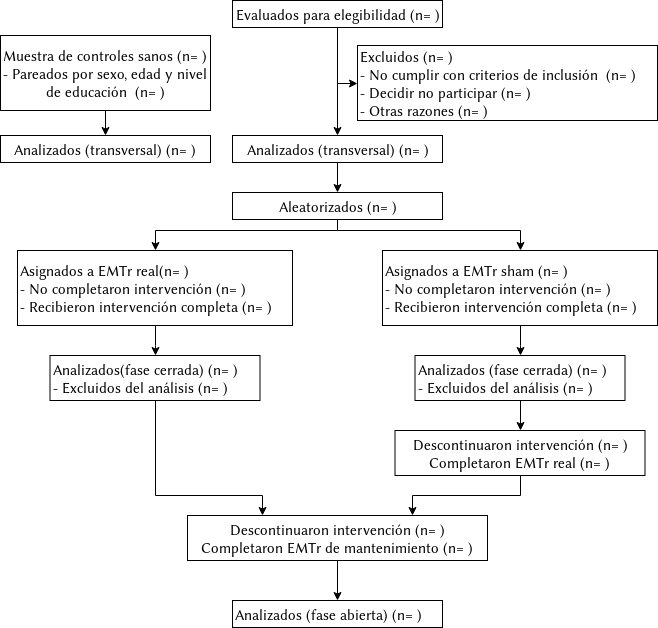 Evaluados para elegibilidad (n= )
Muestra de controles sanos (n= )
- Pareados por sexo, edad y nivel
de educación (n= )
Excluidos (n= )
- No cumplir con criterios de inclusión (n= )
- Decidir no participar (n= )
- Otras razones (n= )
Analizados (transversal) (n= )
Analizados (transversal) (n= )
Aleatorizados (n= )
Asignados a EMTr real(n= )
- No completaron intervención (n= )
- Recibieron intervención completa (n= )
Asignados a EMTr sham (n= )
- No completaron intervención (n= )
- Recibieron intervención completa (n= )
Analizados(fase cerrada) (n= )
- Excluidos del análisis (n= )
Analizados (fase cerrada) (n= )
- Excluidos del análisis (n= )
Descontinuaron intervención (n= )
Completaron EMTr real (n= )
Descontinuaron intervención (n= )
Completaron EMTr de mantenimiento (n= )
Analizados (fase abierta) (n= )